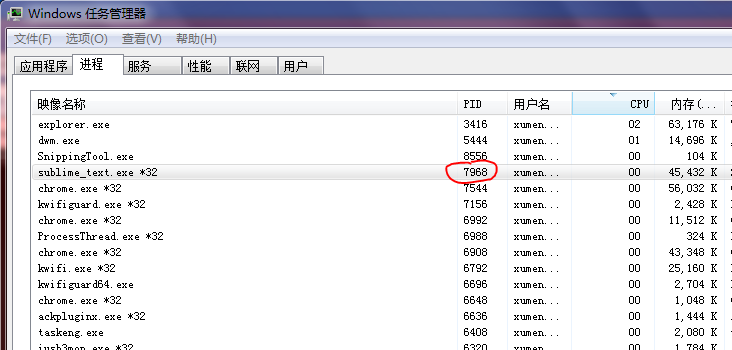 Windows 任务管理器
文件(F) 选项(O) 查看(V) 帮助(H)
应用程序 进程 服务 性能 联网 用户
映像名称 PID 用户名 CPU 内存(...
explorer.exe 3416 xumen... 02 63,176 K
dwm.exe 5444 xumen... 01 14,696 K
SnippingTool.exe 8556 xumen... 00 104 K
sublime_text.exe *32 7968 xumen... 00 45,432 K
chrome.exe *32 7544 xumen... 00 56,032 K
kwifiguard.exe *32 7156 xumen... 00 2,428 K
chrome.exe *32 6992 xumen... 00 11,512 K
ProcessThread.exe *32 6988 xumen... 00 324 K
chrome.exe *32 6908 xumen... 00 43,348 K
kwifi.exe *32 6792 xumen... 00 25,160 K
kwifiguard64.exe 6696 xumen... 00 2,704 K
chrome.exe *32 6648 xumen... 00 1,048 K
ackpluginx.exe *32 6636 xumen... 00 1,444 K
taskeng.exe 6408 xumen... 00 2,080 K
iusb3mon.exe *32 6320 xumen... 00 1,784 K